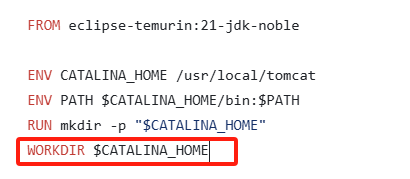 FROM eclipse-temurin:21-jdk-noble
ENV CATALINA_HOME /usr/local/tomcat
ENV PATH $CATALINA_HOME/bin:$PATH
RUN mkdir -p "$CATALINA_HOME"
WORKDIR $CATALINA_HOME